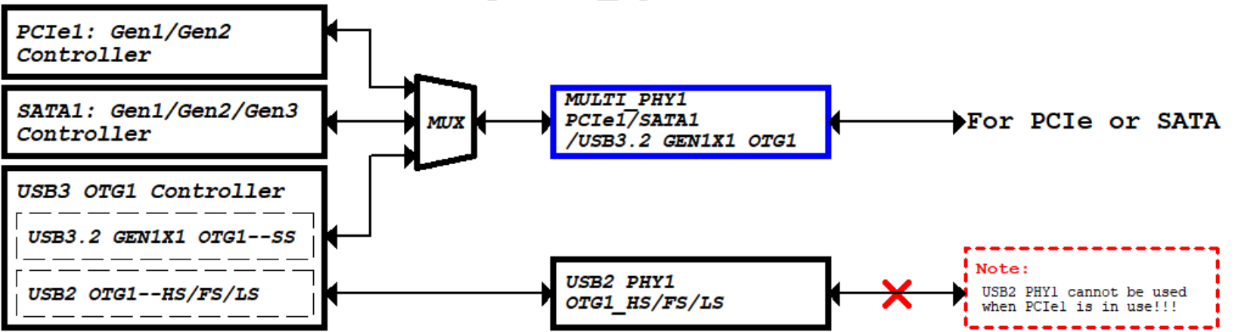 PCIe1: Gen1/Gen2
Controller
SATA1: Gen1/Gen2/Gen3
Controller
MUX
MULTI_PHY1
PCIe1/SATA1
/USB3.2 GEN1X1 OTG1
For PCIe or SATA
USB3 OTG1 Controller
USB3.2 GEN1X1 OTG1--SS
USB2 OTG1--HS/FS/LS
USB2 PHY1
OTG1_HS/FS/LS
Note:
USB2 PHY1 cannot be used
when PCIe1 is in use!!!